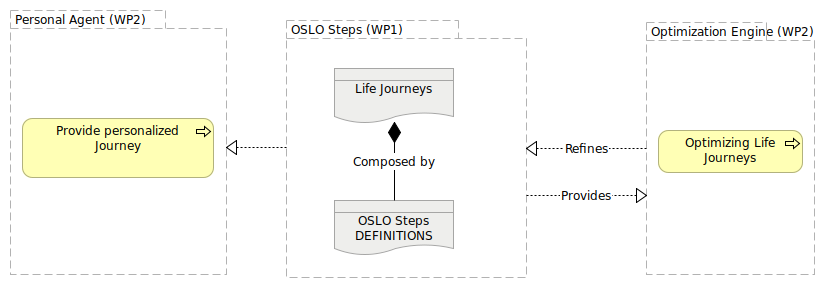 Personal Agent (WP2)
Provide personalized
Journey
OSLO Steps (WP1)
Life Journeys
Composed by
OSLO Steps
DEFINITIONS
Refines
Provides
Optimization Engine (WP2)
Optimizing Life
Journeys